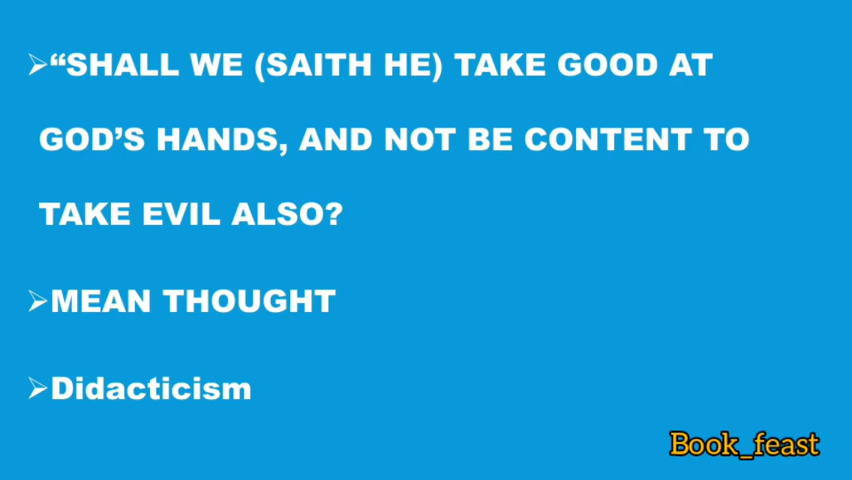 ➢“SHALL WE (SAITH HE) TAKE GOOD AT
GOD’S HANDS, AND NOT BE CONTENT TO
TAKE EVIL ALSO?
➢MEAN THOUGHT
➢Didacticism
Book_feast